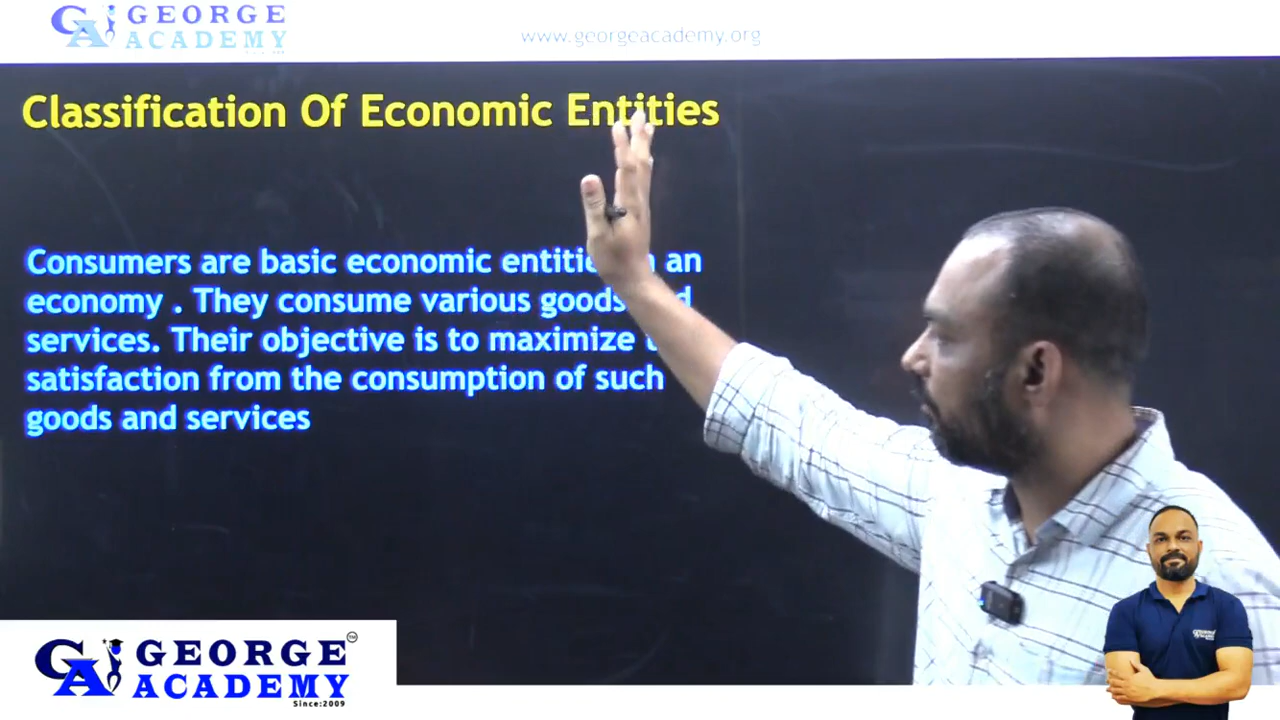 GEORGE
ACADEMY
www.georgeacademy.org
Classification Of Economic Entities
Consumers are basic economic an
economy . They consume various goods
services. Their objective is to maximize
satisfaction from the consumption of such
goods and services
GEORGE
ACADEMY
TM
Since:2009